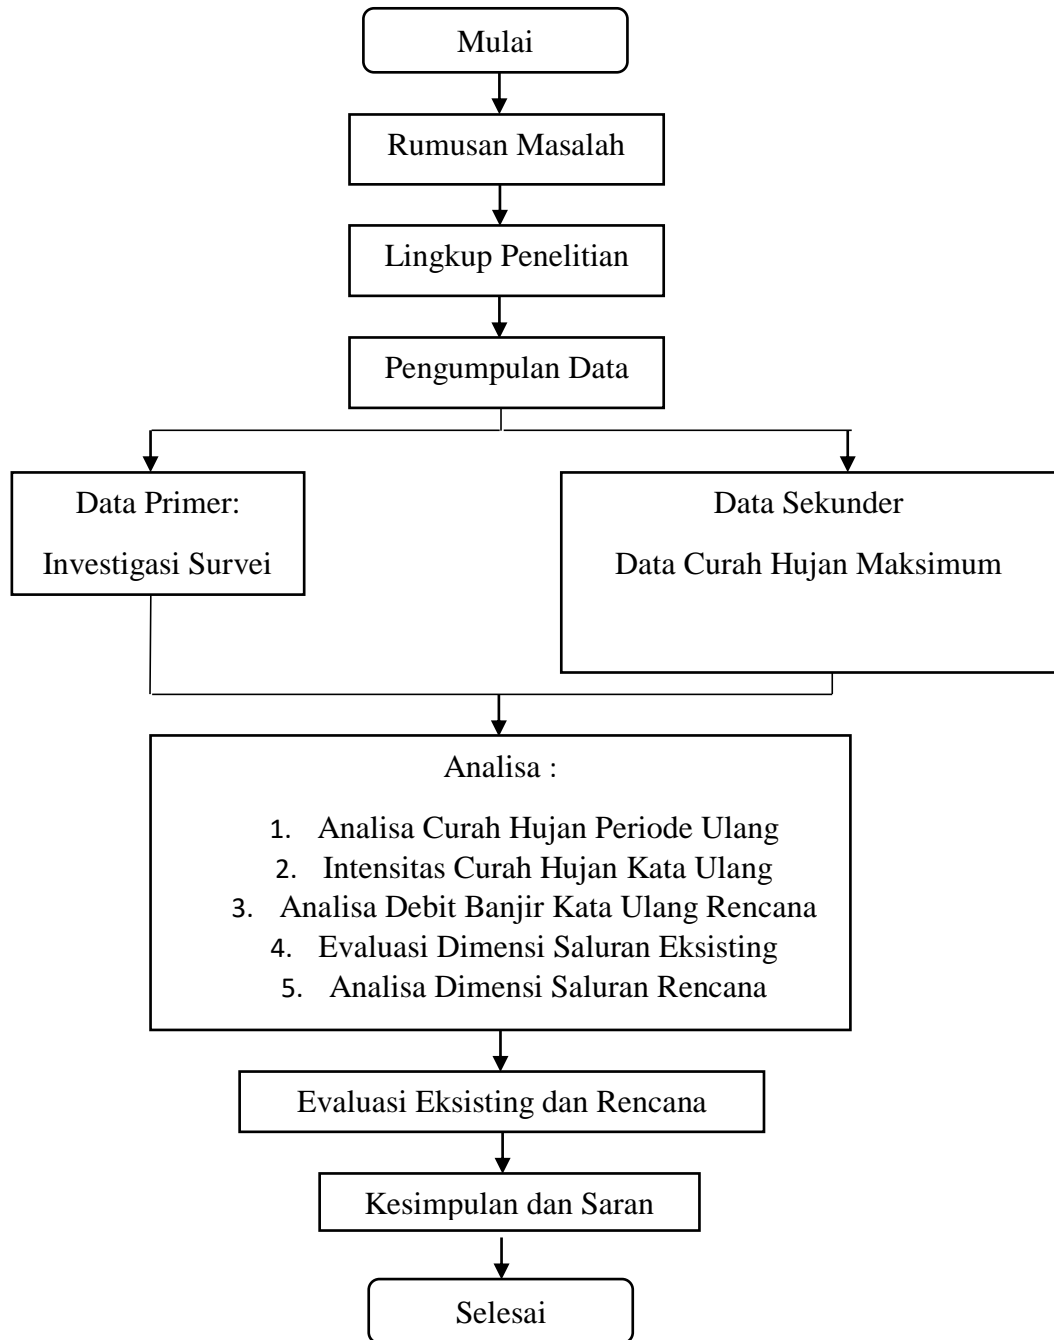 Mulai
Rumusan Masalah
Lingkup Penelitian
Pengumpulan Data
Data Primer:
Investigasi Survei
Data Sekunder
Data Curah Hujan Maksimum
Analisa :
1. Analisa Curah Hujan Periode Ulang
2. Intensitas Curah Hujan Kata Ulang
3. Analisa Debit Banjir Kata Ulang Rencana
4. Evaluasi Dimensi Saluran Eksisting
5. Analisa Dimensi Saluran Rencana
Evaluasi Eksisting dan Rencana
Kesimpulan dan Saran
Selesai